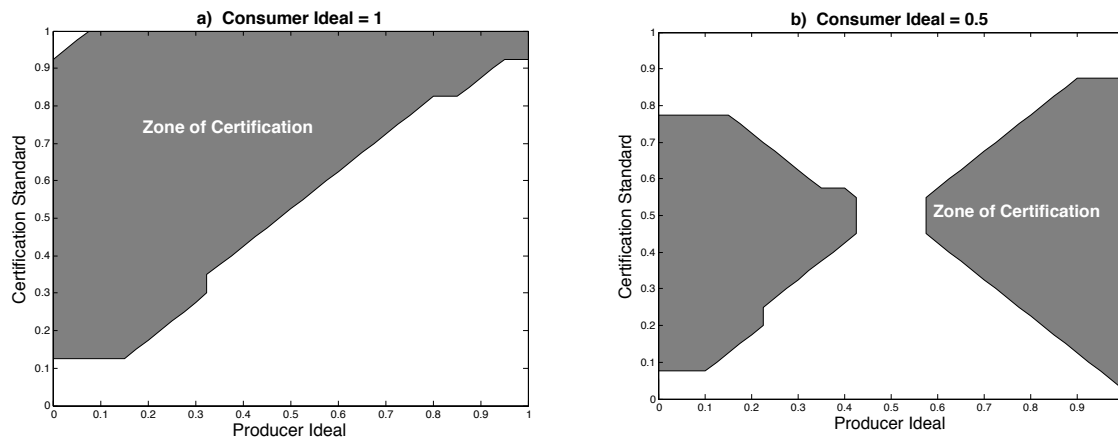 a) Consumer Ideal = 1
1
0.9
0.8
0.7
0.6
0.5
0.4
0.3
0.2
0.1
0
Certification Standard
Zone of Certification
0 0.1 0.2 0.3 0.4 0.5 0.6 0.7 0.8 0.9 1
Producer Ideal
b) Consumer Ideal = 0.5
1
0.9
0.8
0.7
0.6
0.5
0.4
0.3
0.2
0.1
0
Certification Standard
Zone of Certification
0 0.1 0.2 0.3 0.4 0.5 0.6 0.7 0.8 0.9
Producer Ideal